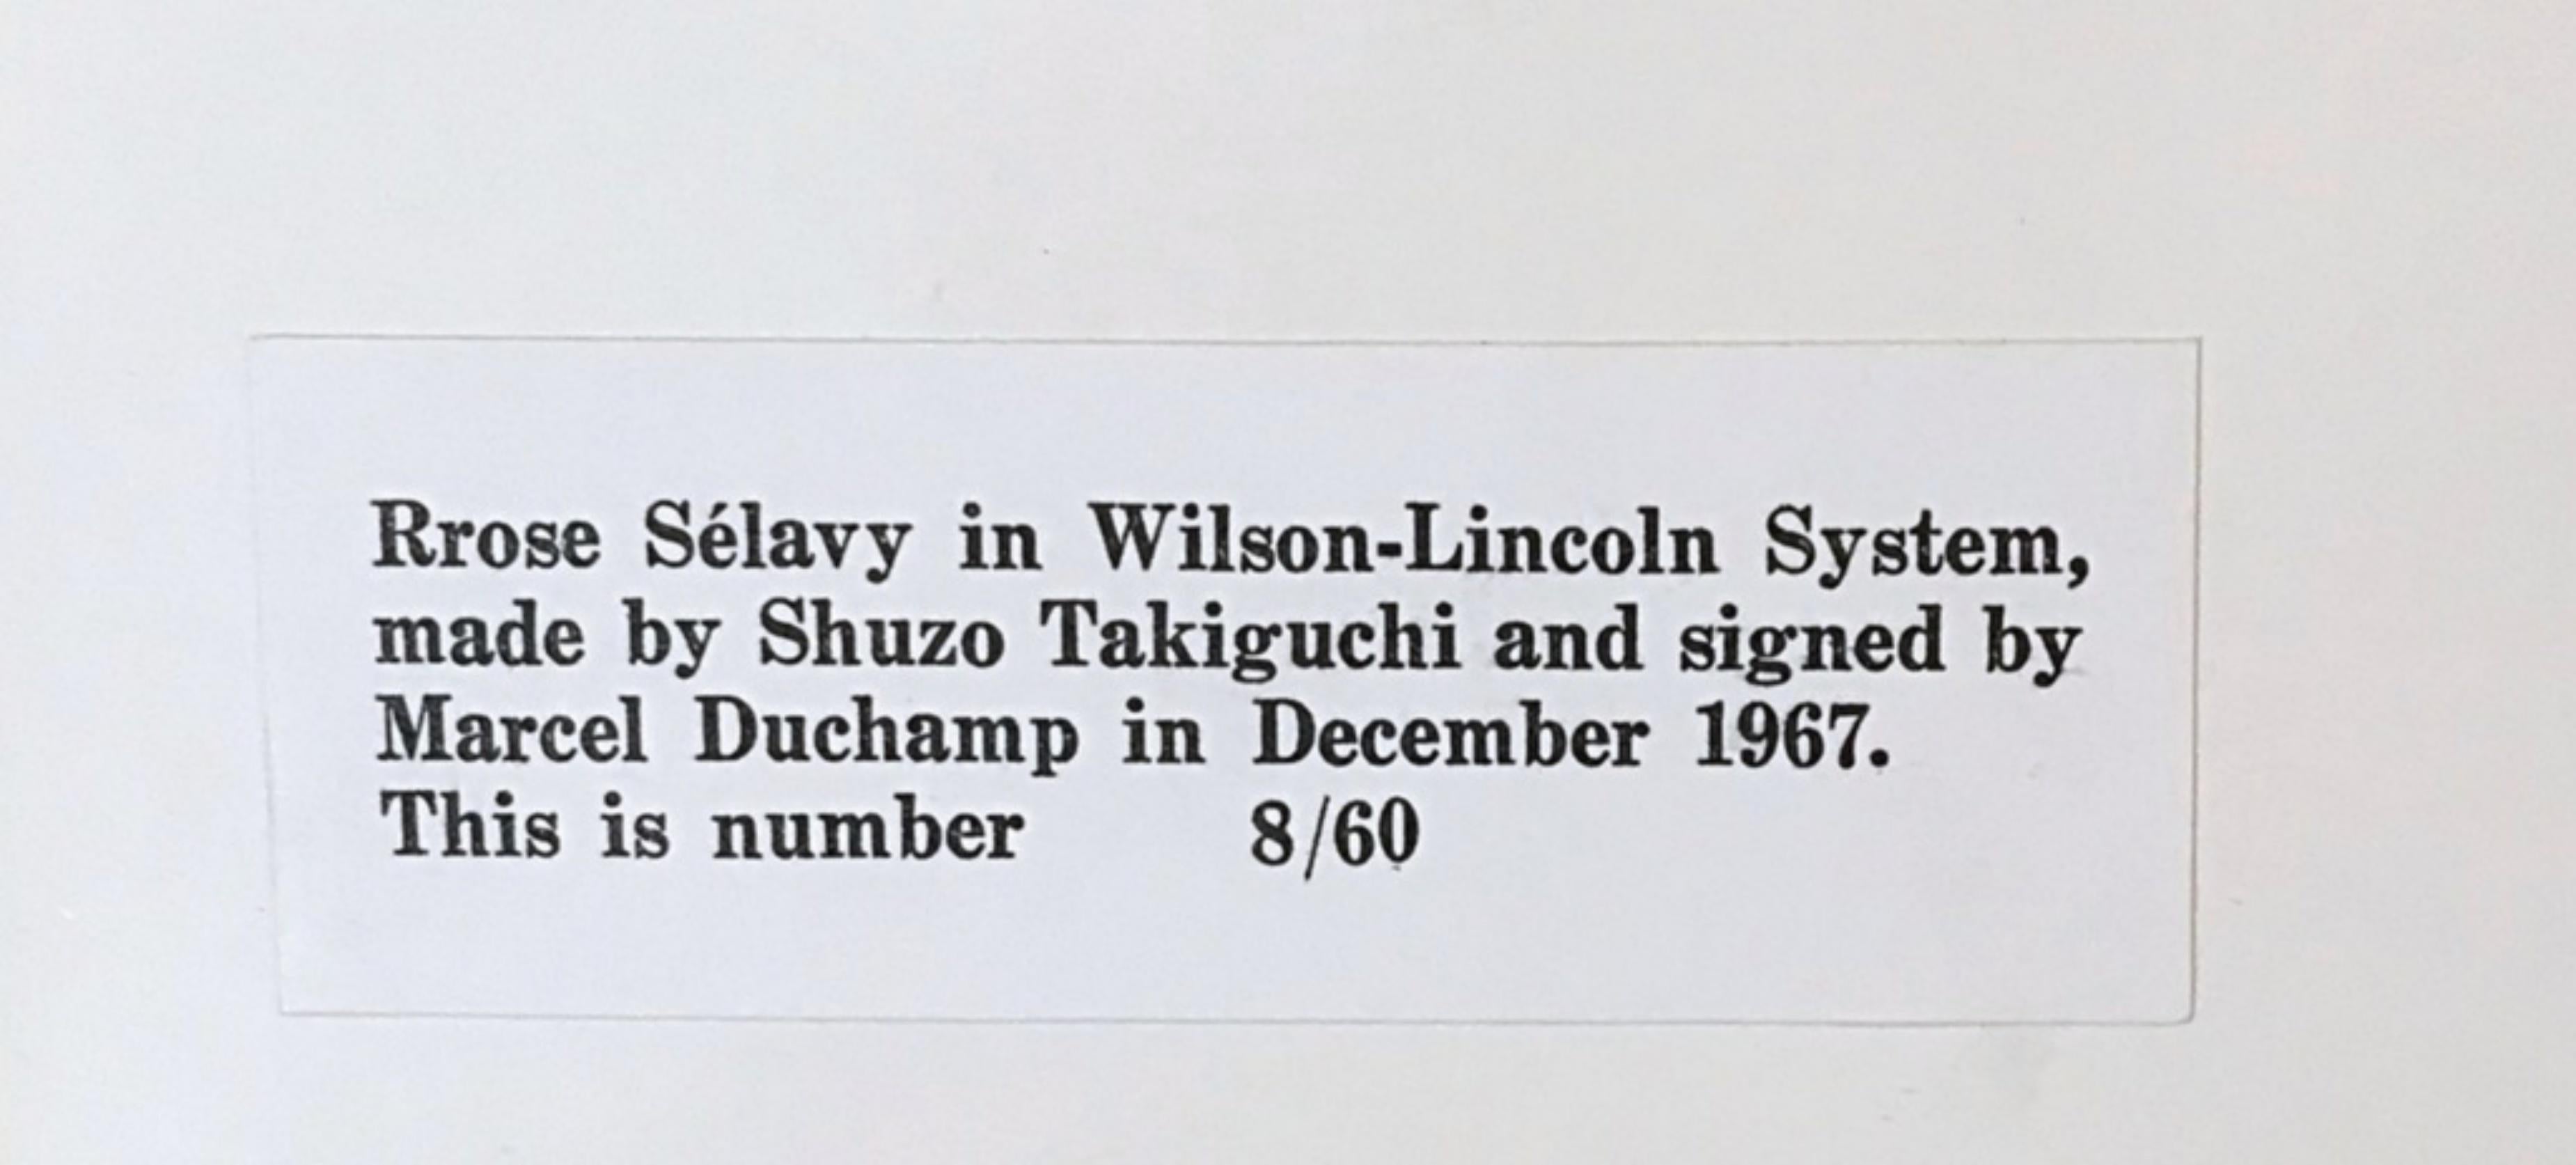 Rrose Sélavy in Wilson-Lincoln System,
made by Shuzo Takiguchi and signed by
Marcel Duchamp in December 1967.
This is number 8/60